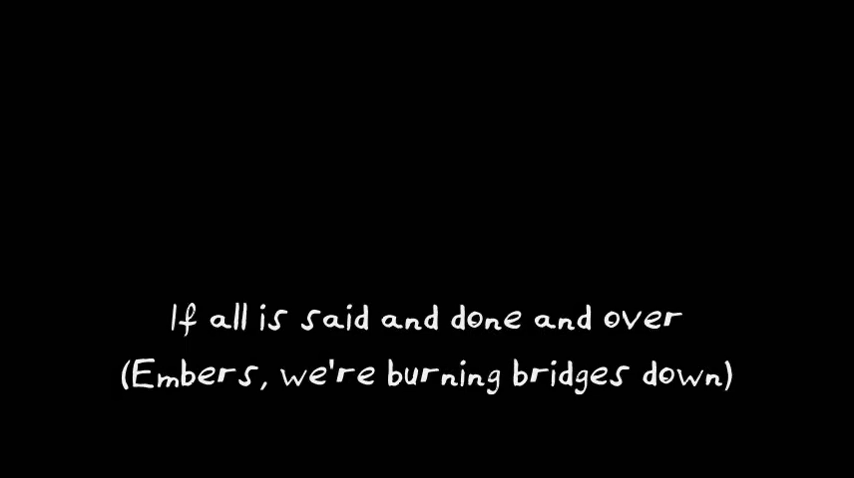 If all is said and done and over
(Embers, we're burning bridges down)